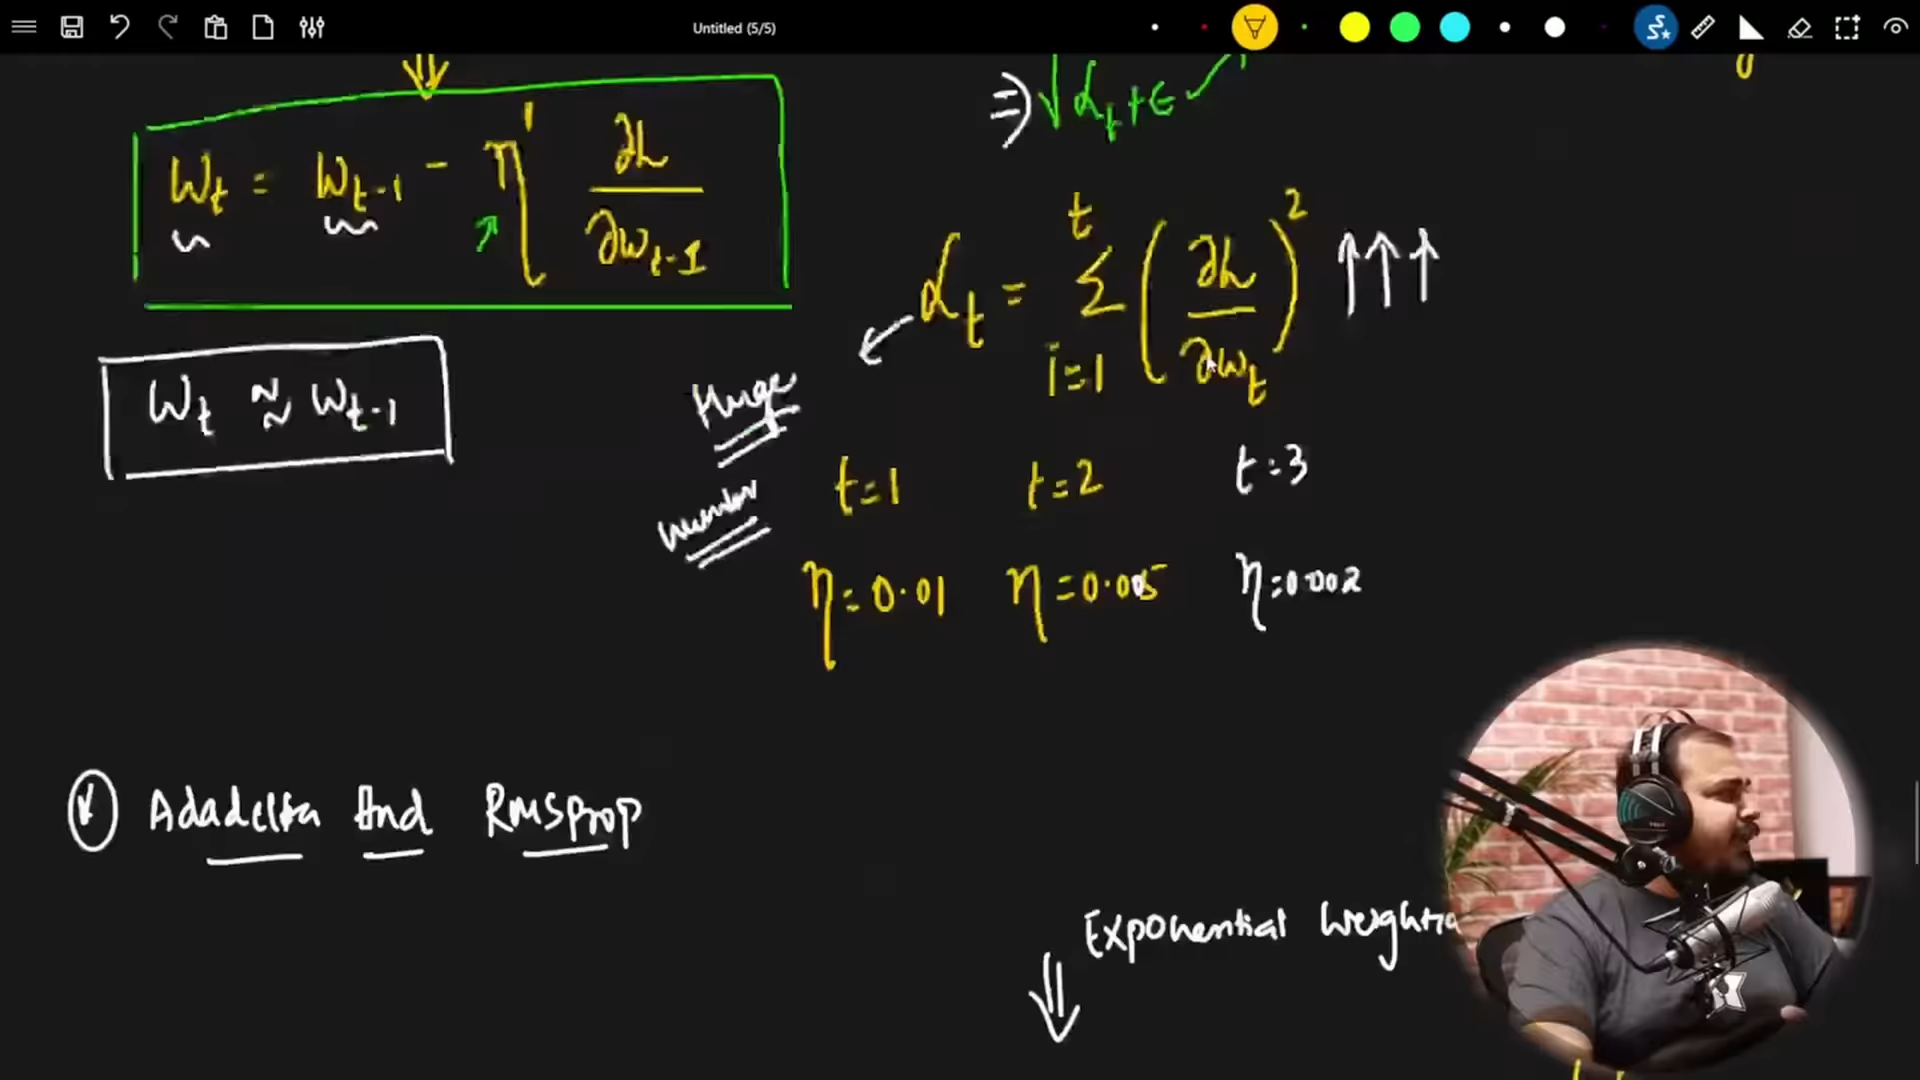 Untitled (5/5)
⇒ √αₜ+ε ✓
Wₜ = Wₜ₋₁ − η' ∂L/∂wₜ₋₁
αₜ = Σ_{i=1}^{t} (∂L/∂wₜ)² ↑↑↑
Wₜ ≈ Wₜ₋₁
Huge
number
t=1 t=2 t=3
η=0.01 η=0.005 η=0.002
Adadelta And RMSProp
Exponential